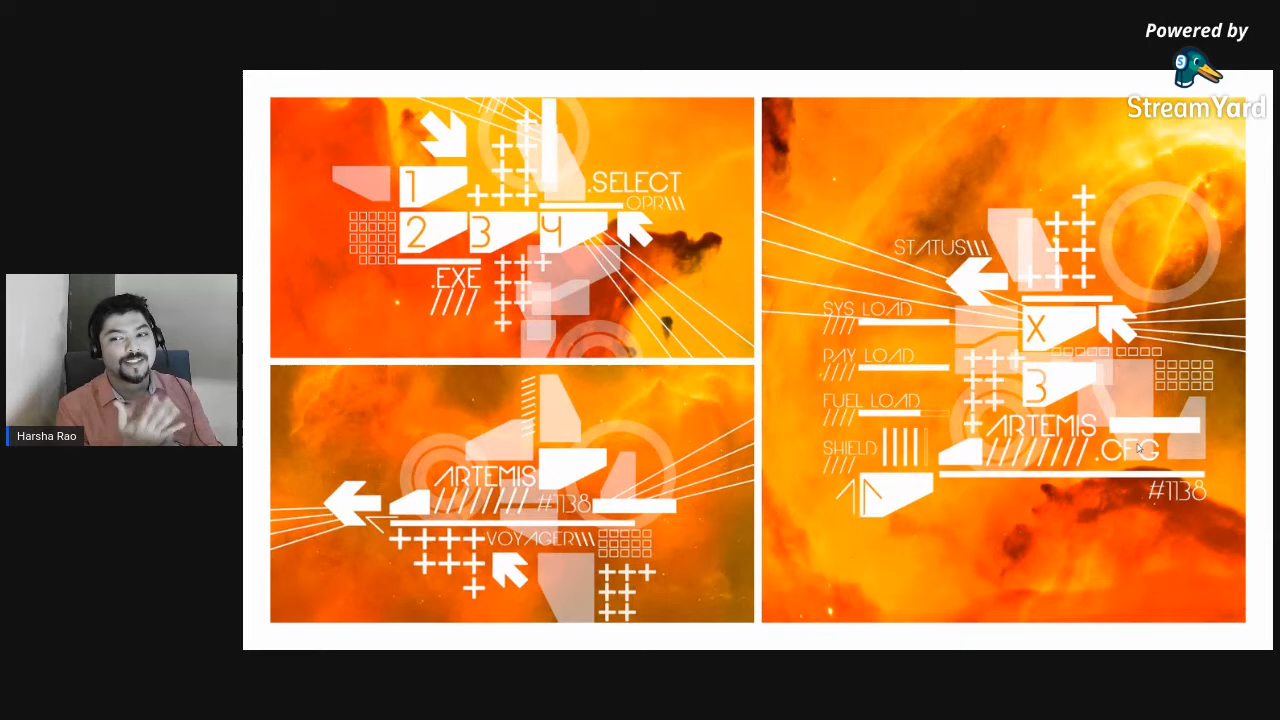 Powered by
StreamYard
1
.SELECT
OPR\\\
2 3 4
.EXE
////
ARTEMIS
//////// #1138
VOYAGER\\\
STATUS\\\
SYS LOAD
////
X
PAY LOAD
////
3
FUEL LOAD
////
ARTEMIS
SHIELD
////
///////// .CFG
#1138
Harsha Rao